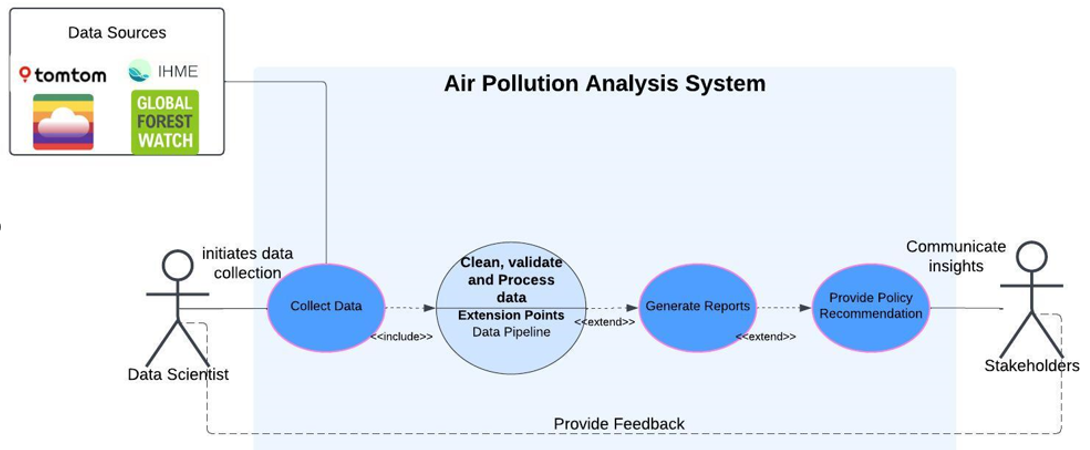 Data Sources
tomtom
IHME
GLOBAL
FOREST
WATCH
Air Pollution Analysis System
initiates data
collection
Data Scientist
Collect Data
<<include>>
Clean, validate
and Process
data
Extension Points
Data Pipeline
<<extend>>
Generate Reports
<<extend>>
Provide Policy
Recommendation
Communicate
insights
Stakeholders
Provide Feedback